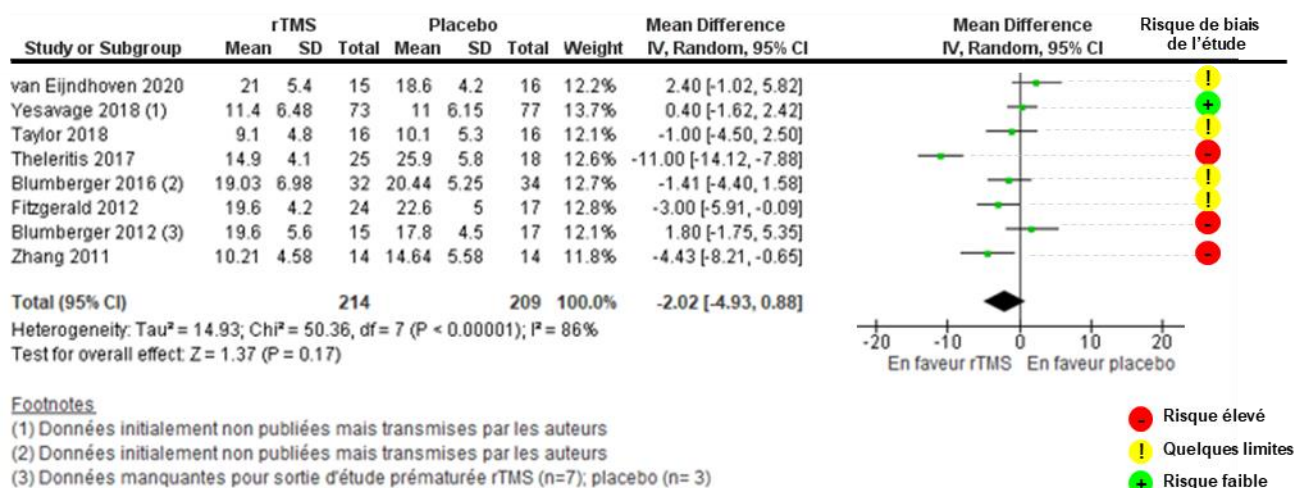 rTMS Placebo Mean Difference Mean Difference Risque de biais
de l'étude
Study or Subgroup Mean SD Total Mean SD Total Weight IV, Random, 95% CI IV, Random, 95% CI
van Eijndhoven 2020 21 5.4 15 18.6 4.2 16 12.2% 2.40 [-1.02, 5.82] !
Yesavage 2018 (1) 11.4 6.48 73 11 6.15 77 13.7% 0.40 [-1.62, 2.42] +
Taylor 2018 9.1 4.8 16 10.1 5.3 16 12.1% -1.00 [-4.50, 2.50] !
Theleritis 2017 14.9 4.1 25 25.9 5.8 18 12.6% -11.00 [-14.12, -7.88] -
Blumberger 2016 (2) 19.03 6.98 32 20.44 5.25 34 12.7% -1.41 [-4.40, 1.58] !
Fitzgerald 2012 19.6 4.2 24 22.6 5 17 12.8% -3.00 [-5.91, -0.09] !
Blumberger 2012 (3) 19.6 5.6 15 17.8 4.5 17 12.1% 1.80 [-1.75, 5.35] -
Zhang 2011 10.21 4.58 14 14.64 5.58 14 11.8% -4.43 [-8.21, -0.65] -
Total (95% CI) 214 209 100.0% -2.02 [-4.93, 0.88]
Heterogeneity: Tau² = 14.93; Chi² = 50.36, df = 7 (P < 0.00001); I² = 86%
Test for overall effect: Z = 1.37 (P = 0.17)
-20 -10 0 10 20
En faveur rTMS En faveur placebo
Footnotes
(1) Données initialement non publiées mais transmises par les auteurs
(2) Données initialement non publiées mais transmises par les auteurs
(3) Données manquantes pour sortie d'étude prématurée rTMS (n=7); placebo (n= 3)
- Risque élevé
! Quelques limites
+ Risque faible